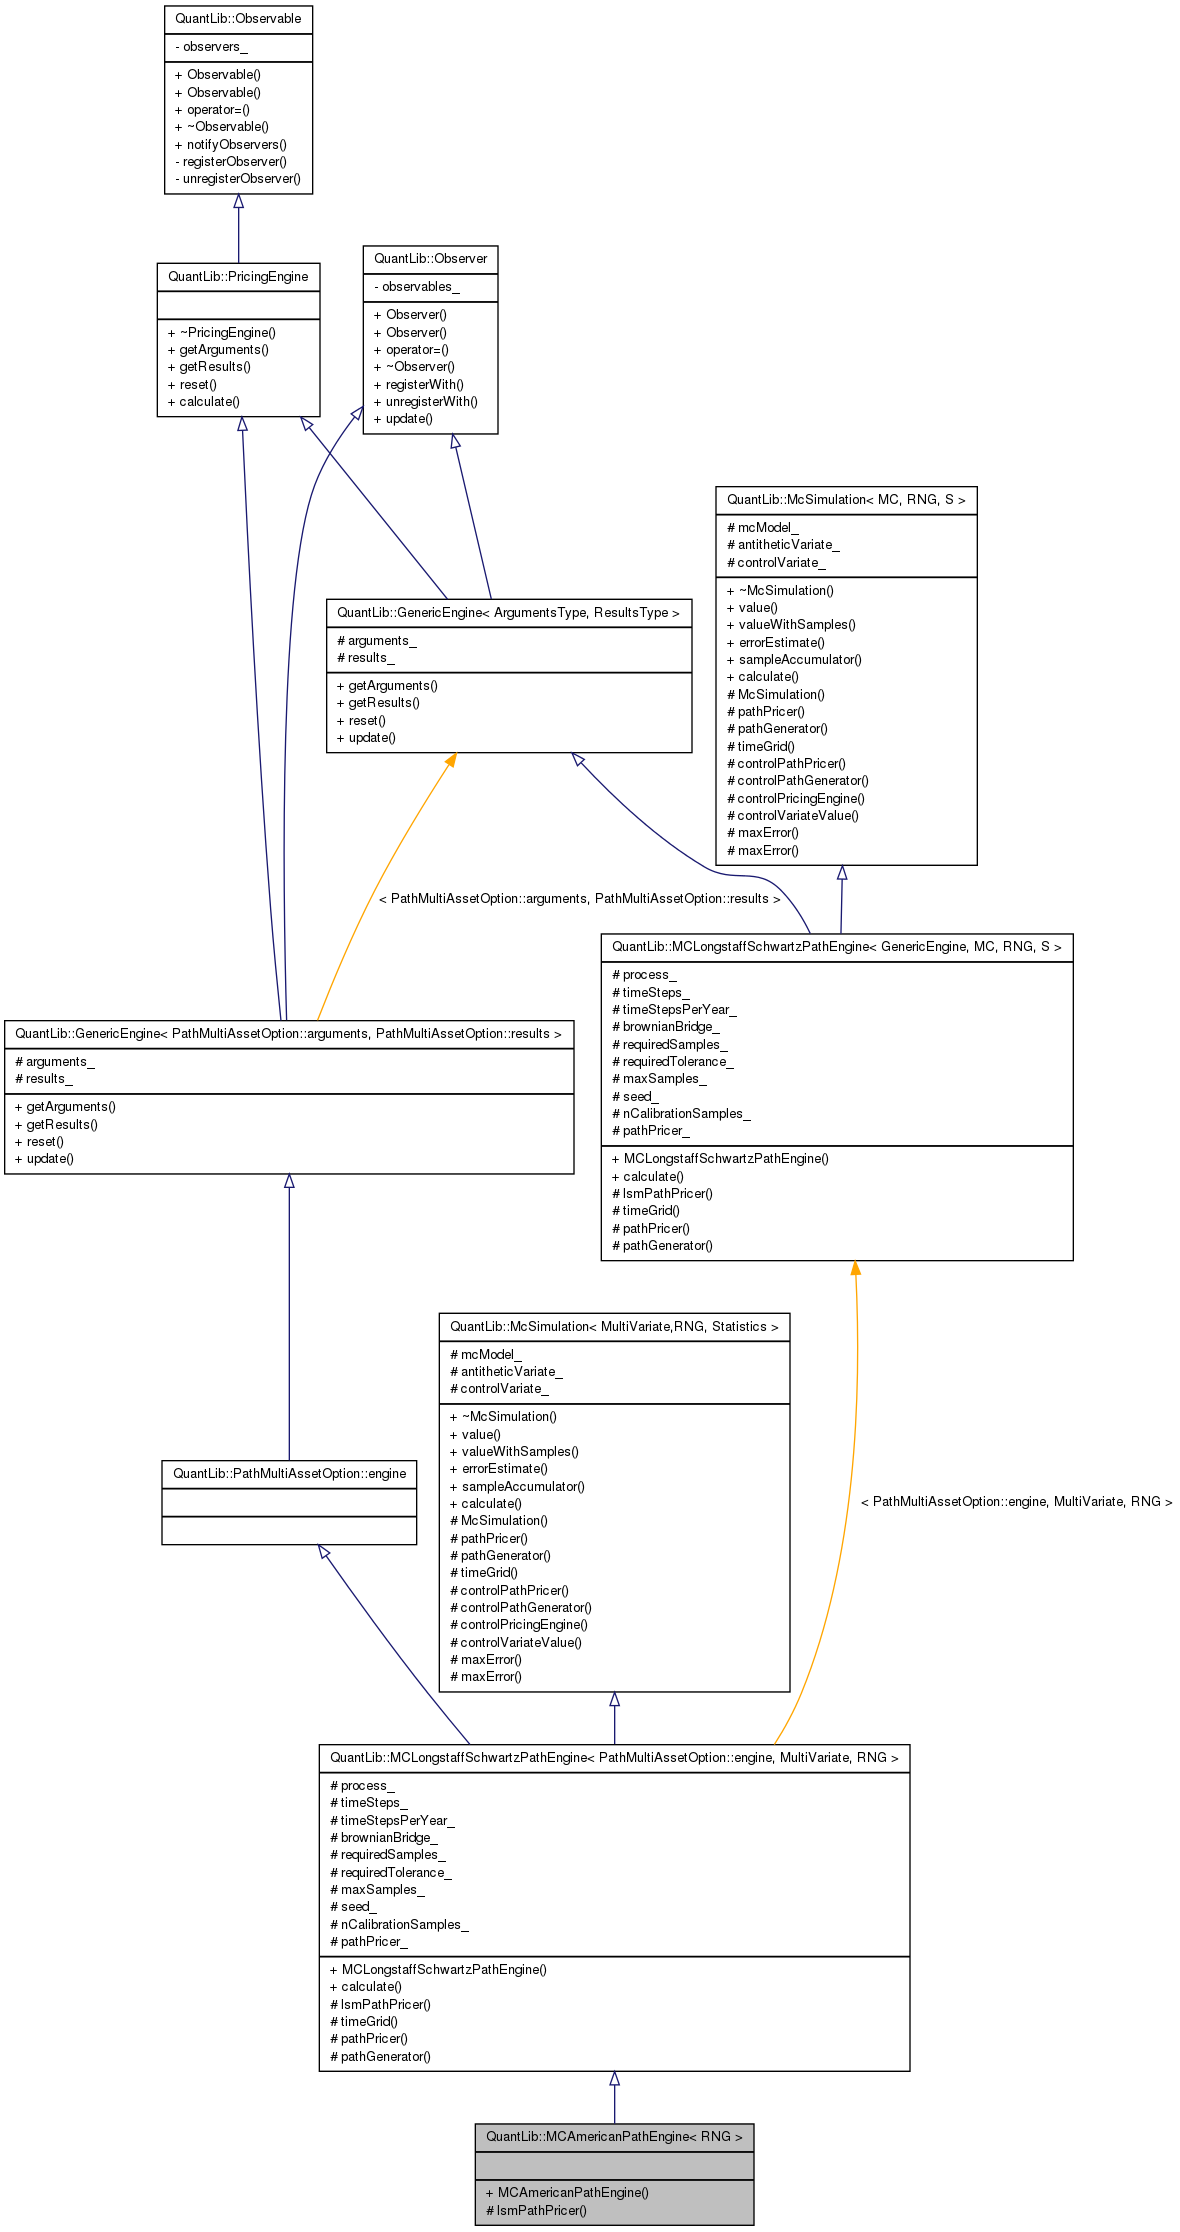 QuantLib::Observable
- observers_
+ Observable()
+ Observable()
+ operator=()
+ ~Observable()
+ notifyObservers()
- registerObserver()
- unregisterObserver()
QuantLib::PricingEngine
+ ~PricingEngine()
+ getArguments()
+ getResults()
+ reset()
+ calculate()
QuantLib::Observer
- observables_
+ Observer()
+ Observer()
+ operator=()
+ ~Observer()
+ registerWith()
+ unregisterWith()
+ update()
QuantLib::McSimulation< MC, RNG, S >
# mcModel_
# antitheticVariate_
# controlVariate_
+ ~McSimulation()
+ value()
+ valueWithSamples()
+ errorEstimate()
+ sampleAccumulator()
+ calculate()
# McSimulation()
# pathPricer()
# pathGenerator()
# timeGrid()
# controlPathPricer()
# controlPathGenerator()
# controlPricingEngine()
# controlVariateValue()
# maxError()
# maxError()
QuantLib::GenericEngine< ArgumentsType, ResultsType >
# arguments_
# results_
+ getArguments()
+ getResults()
+ reset()
+ update()
< PathMultiAssetOption::arguments, PathMultiAssetOption::results >
QuantLib::MCLongstaffSchwartzPathEngine< GenericEngine, MC, RNG, S >
# process_
# timeSteps_
# timeStepsPerYear_
# brownianBridge_
# requiredSamples_
# requiredTolerance_
# maxSamples_
# seed_
# nCalibrationSamples_
# pathPricer_
+ MCLongstaffSchwartzPathEngine()
+ calculate()
# lsmPathPricer()
# timeGrid()
# pathPricer()
# pathGenerator()
QuantLib::GenericEngine< PathMultiAssetOption::arguments, PathMultiAssetOption::results >
# arguments_
# results_
+ getArguments()
+ getResults()
+ reset()
+ update()
QuantLib::McSimulation< MultiVariate,RNG, Statistics >
# mcModel_
# antitheticVariate_
# controlVariate_
+ ~McSimulation()
+ value()
+ valueWithSamples()
+ errorEstimate()
+ sampleAccumulator()
+ calculate()
# McSimulation()
# pathPricer()
# pathGenerator()
# timeGrid()
# controlPathPricer()
# controlPathGenerator()
# controlPricingEngine()
# controlVariateValue()
# maxError()
# maxError()
QuantLib::PathMultiAssetOption::engine
< PathMultiAssetOption::engine, MultiVariate, RNG >
QuantLib::MCLongstaffSchwartzPathEngine< PathMultiAssetOption::engine, MultiVariate, RNG >
# process_
# timeSteps_
# timeStepsPerYear_
# brownianBridge_
# requiredSamples_
# requiredTolerance_
# maxSamples_
# seed_
# nCalibrationSamples_
# pathPricer_
+ MCLongstaffSchwartzPathEngine()
+ calculate()
# lsmPathPricer()
# timeGrid()
# pathPricer()
# pathGenerator()
QuantLib::MCAmericanPathEngine< RNG >
+ MCAmericanPathEngine()
# lsmPathPricer()